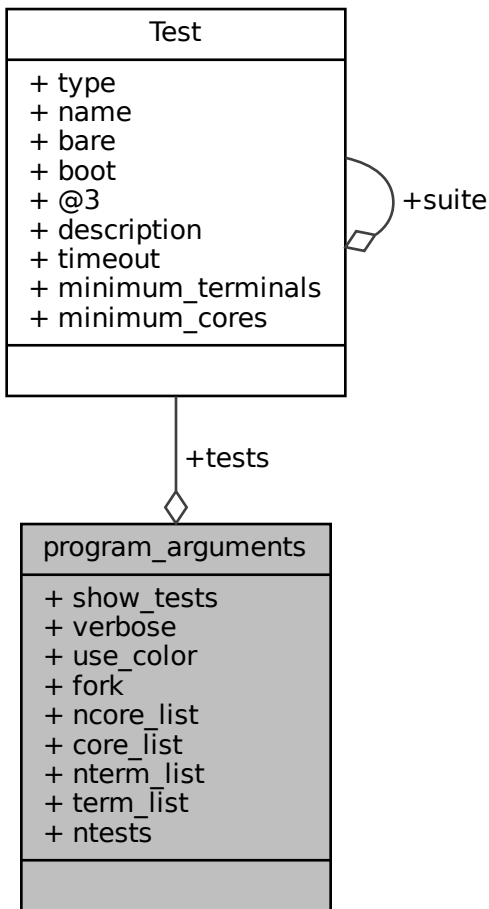 Test
+ type
+ name
+ bare
+ boot
+ @3
+ description
+ timeout
+ minimum_terminals
+ minimum_cores
+suite
+tests
program_arguments
+ show_tests
+ verbose
+ use_color
+ fork
+ ncore_list
+ core_list
+ nterm_list
+ term_list
+ ntests